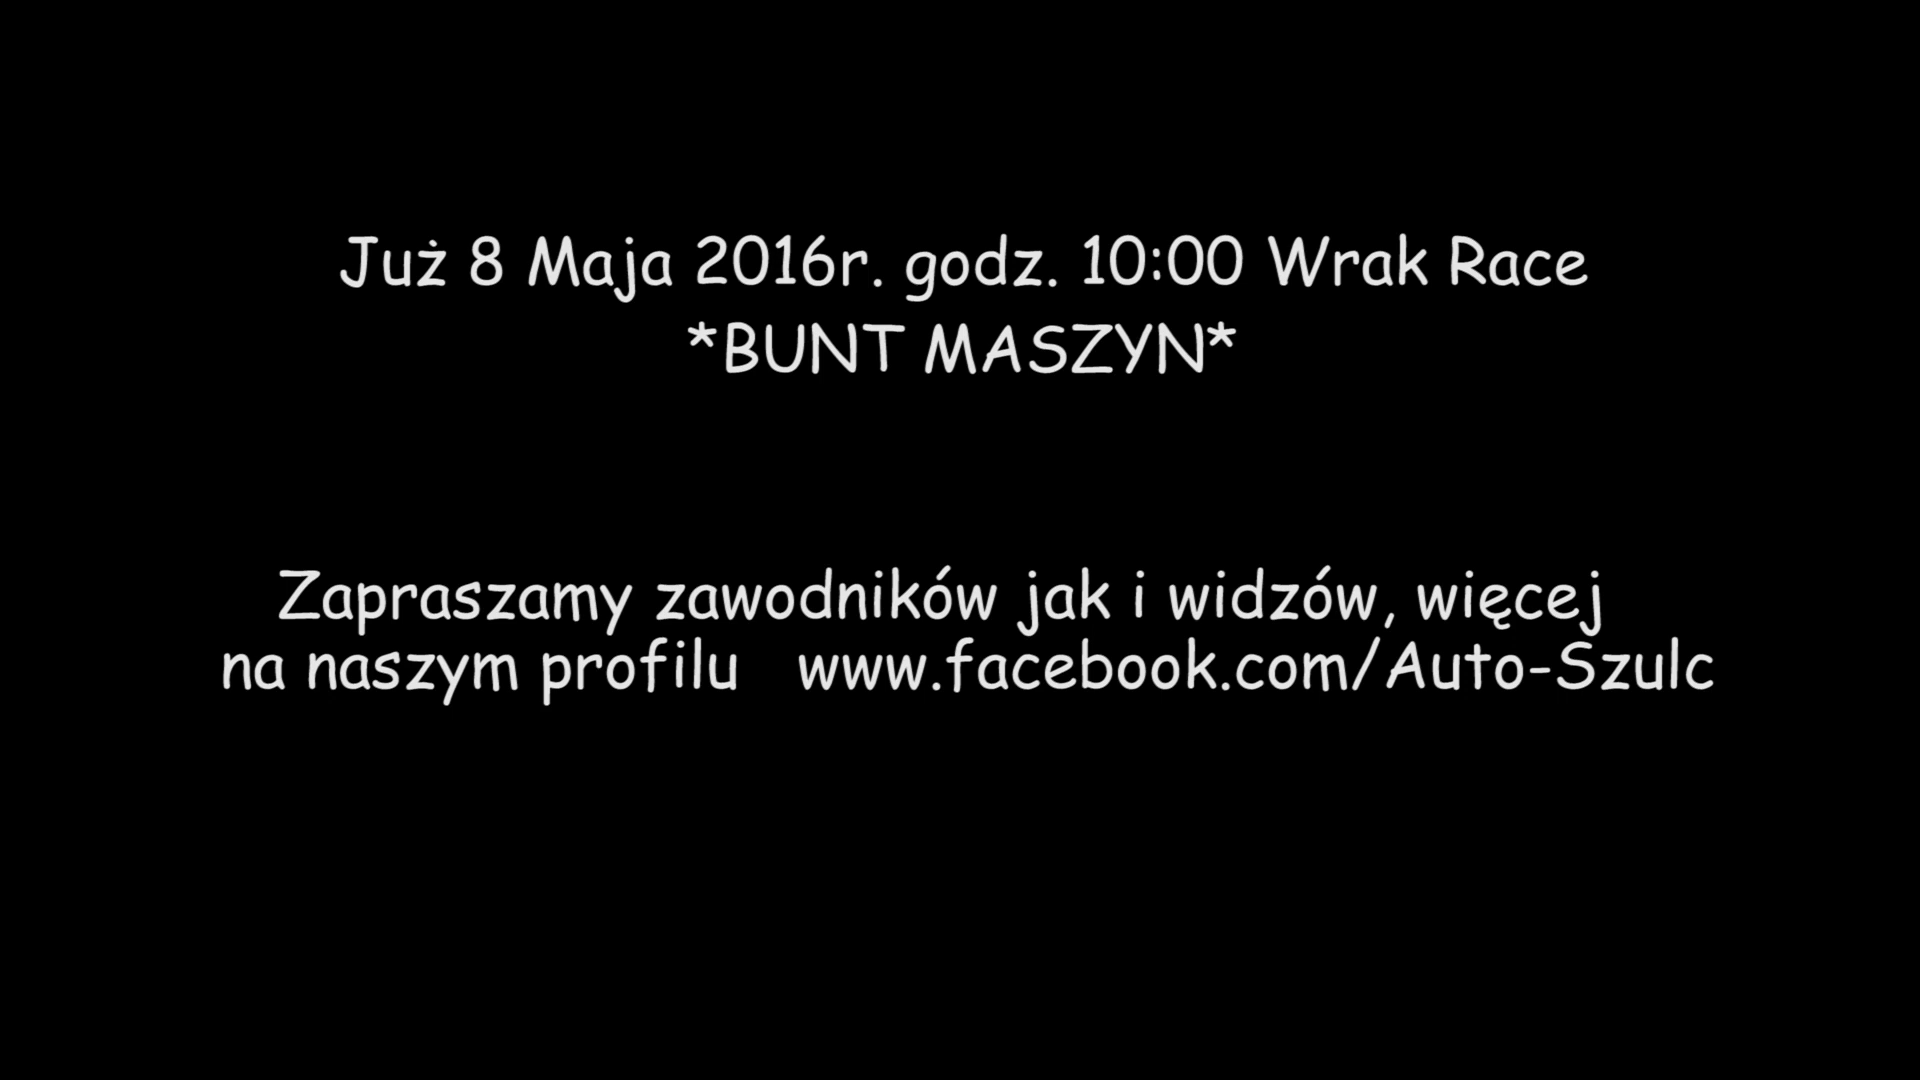 Już 8 Maja 2016r. godz. 10:00 Wrak Race
*BUNT MASZYN*
Zapraszamy zawodników jak i widzów, więcej
na naszym profilu www.facebook.com/Auto-Szulc